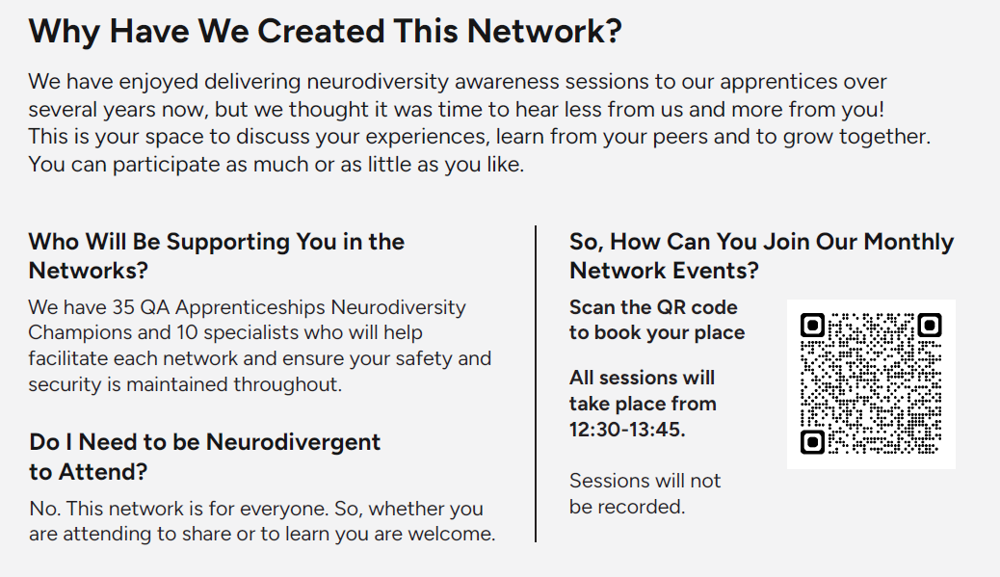 Why Have We Created This Network?
We have enjoyed delivering neurodiversity awareness sessions to our apprentices over
several years now, but we thought it was time to hear less from us and more from you!
This is your space to discuss your experiences, learn from your peers and to grow together.
You can participate as much or as little as you like.
Who Will Be Supporting You in the
Networks?
We have 35 QA Apprenticeships Neurodiversity
Champions and 10 specialists who will help
facilitate each network and ensure your safety and
security is maintained throughout.
Do I Need to be Neurodivergent
to Attend?
No. This network is for everyone. So, whether you
are attending to share or to learn you are welcome.
So, How Can You Join Our Monthly
Network Events?
Scan the QR code
to book your place
All sessions will
take place from
12:30-13:45.
Sessions will not
be recorded.